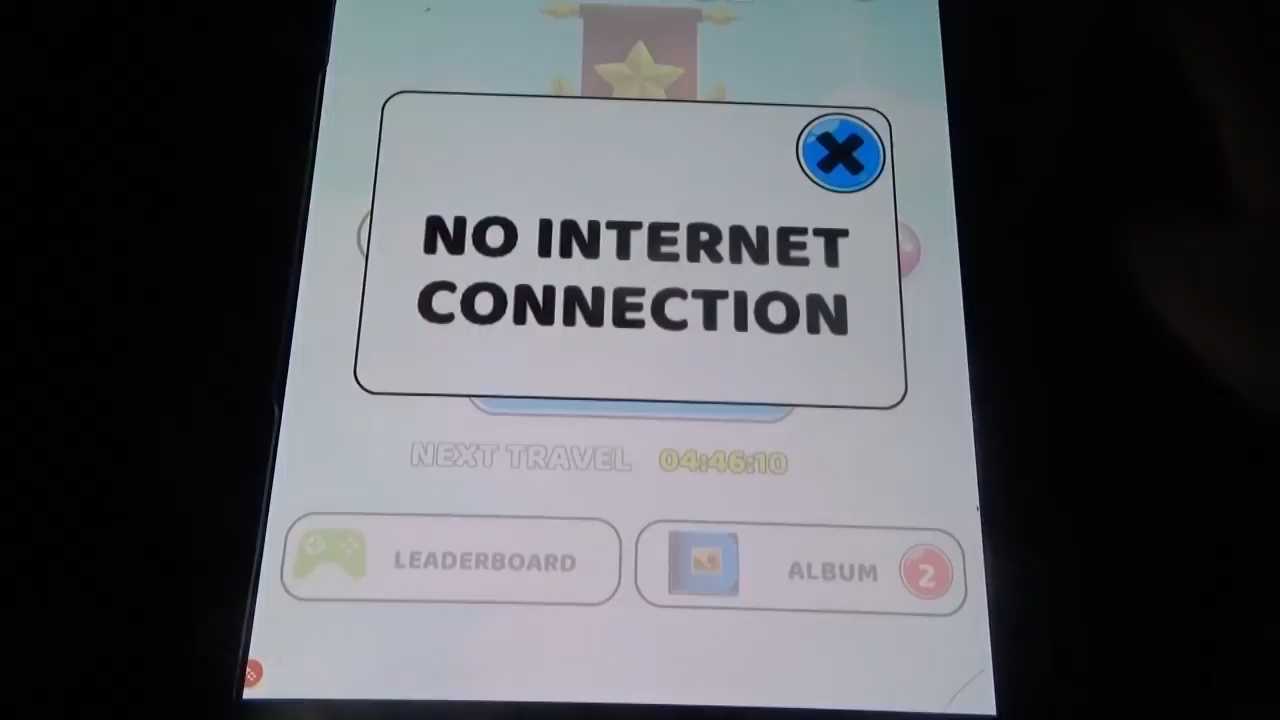 NO INTERNET
CONNECTION
NEXT TRAVEL 04:46:10
LEADERBOARD
ALBUM 2